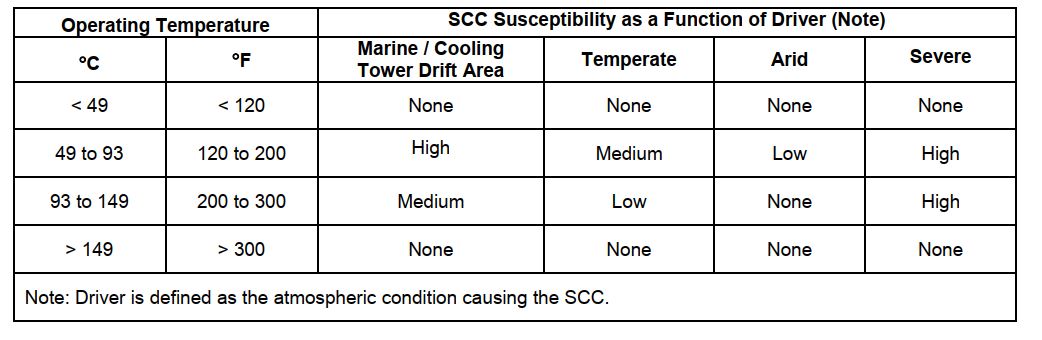 Operating Temperature SCC Susceptibility as a Function of Driver (Note)
ºC ºF Marine / Cooling Tower Drift Area Temperate Arid Severe
< 49 < 120 None None None None
49 to 93 120 to 200 High Medium Low High
93 to 149 200 to 300 Medium Low None High
> 149 > 300 None None None None
Note: Driver is defined as the atmospheric condition causing the SCC.